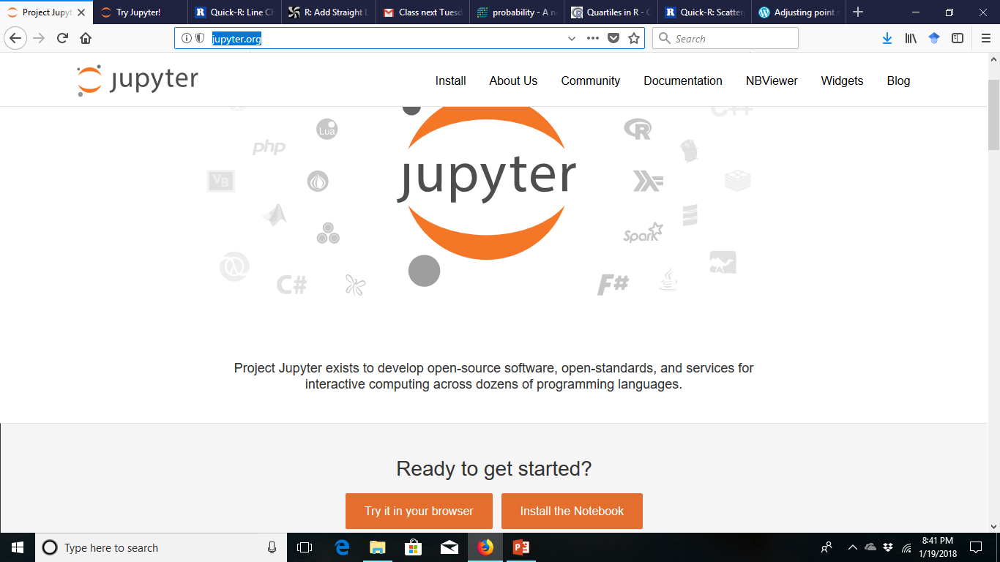 Project Jupyt
Try Jupyter!
Quick-R: Line Ch
R: Add Straight L
Class next Tuesd
probability - A n
Quartiles in R - C
Quick-R: Scatter
Adjusting point s
jupyter.org
Search
jupyter
Install
About Us
Community
Documentation
NBViewer
Widgets
Blog
C++
Lua
R
php
VB
jupyter
Spark
C#
F#
Project Jupyter exists to develop open-source software, open-standards, and services for
interactive computing across dozens of programming languages.
Ready to get started?
Try it in your browser
Install the Notebook
Type here to search
8:41 PM
1/19/2018